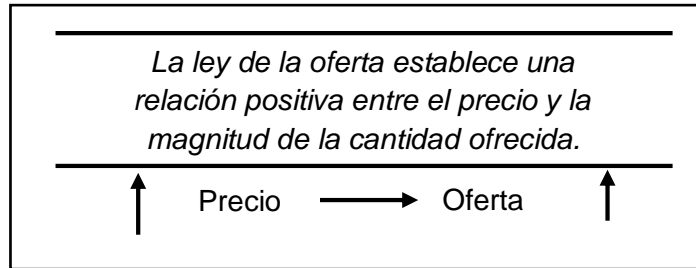 La ley de la oferta establece una
relación positiva entre el precio y la
magnitud de la cantidad ofrecida.
Precio Oferta